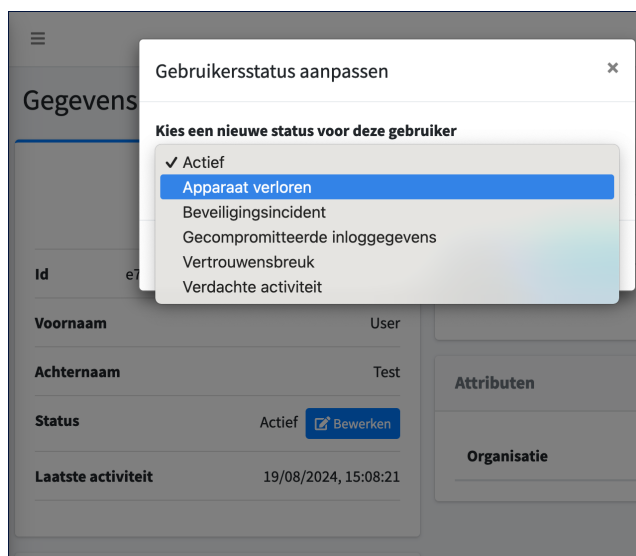 Gebruikersstatus aanpassen
×
Gegevens
Kies een nieuwe status voor deze gebruiker
✓ Actief
Apparaat verloren
Beveiligingsincident
Gecompromitteerde inloggegevens
Vertrouwensbreuk
Verdachte activiteit
Id e7
Voornaam User
Achternaam Test
Status Actief Bewerken
Laatste activiteit 19/08/2024, 15:08:21
Attributen
Organisatie